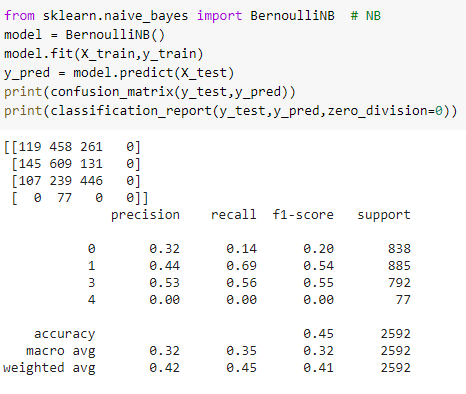 from sklearn.naive_bayes import BernoulliNB  # NB
model = BernoulliNB()
model.fit(X_train,y_train)
y_pred = model.predict(X_test)
print(confusion_matrix(y_test,y_pred))
print(classification_report(y_test,y_pred,zero_division=0))
[[119 458 261   0]
 [145 609 131   0]
 [107 239 446   0]
 [  0  77   0   0]]
              precision    recall  f1-score   support
           0       0.32      0.14      0.20       838
           1       0.44      0.69      0.54       885
           3       0.53      0.56      0.55       792
           4       0.00      0.00      0.00        77
    accuracy                           0.45      2592
   macro avg       0.32      0.35      0.32      2592
weighted avg       0.42      0.45      0.41      2592